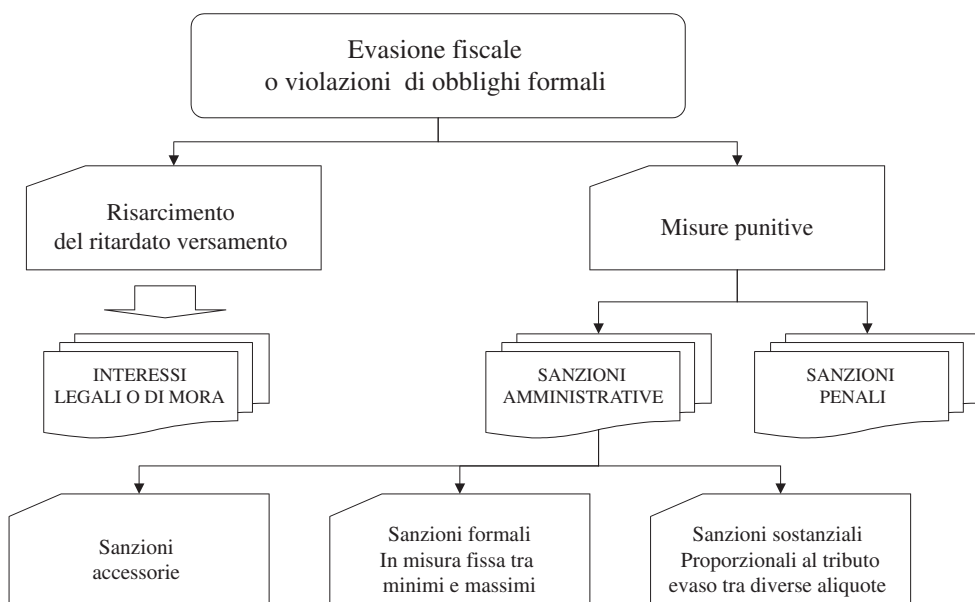 Evasione fiscale
o violazioni di obblighi formali
Risarcimento
del ritardato versamento
Misure punitive
INTERESSI
LEGALI O DI MORA
SANZIONI
AMMINISTRATIVE
SANZIONI
PENALI
Sanzioni
accessorie
Sanzioni formali
In misura fissa tra
minimi e massimi
Sanzioni sostanziali
Proporzionali al tributo
evaso tra diverse aliquote